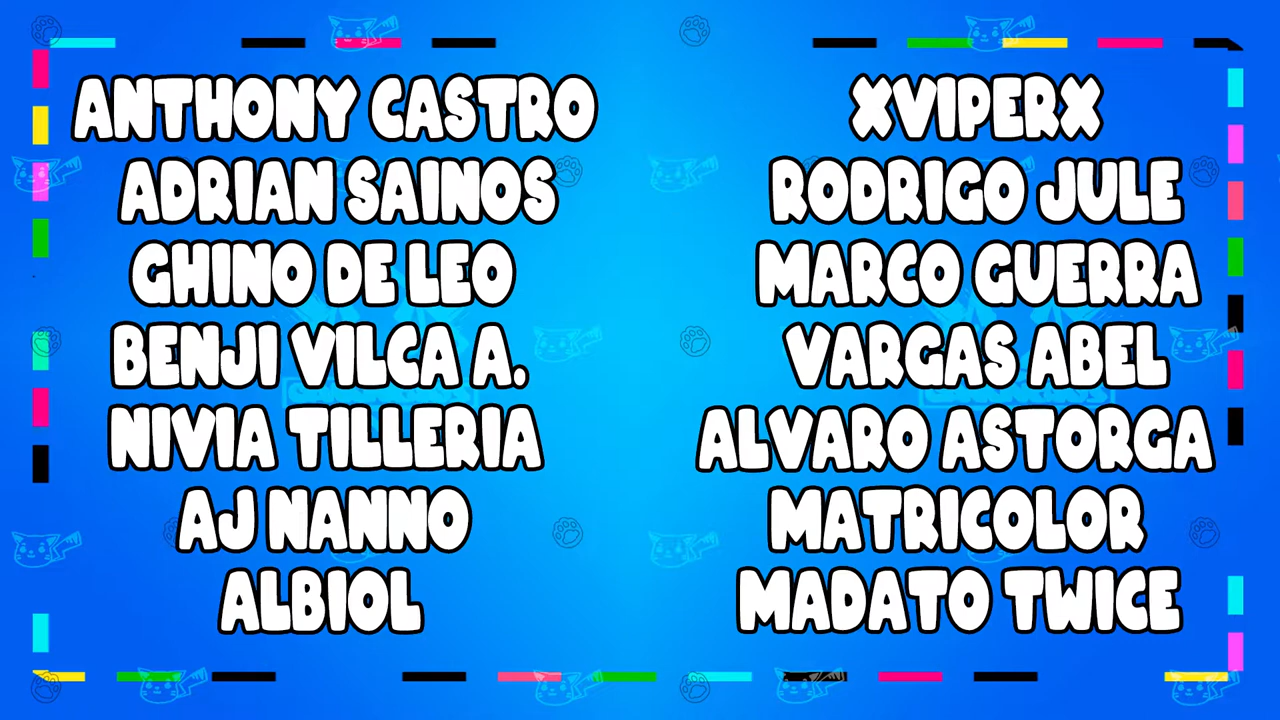 ANTHONY CASTRO
ADRIAN SAINOS
GHINO DE LEO
BENJI VILCA A.
NIVIA TILLERIA
AJ NANNO
ALBIOL
XVIPERX
RODRIGO JULE
MARCO GUERRA
VARGAS ABEL
ALVARO ASTORGA
MATRICOLOR
MADATO TWICE